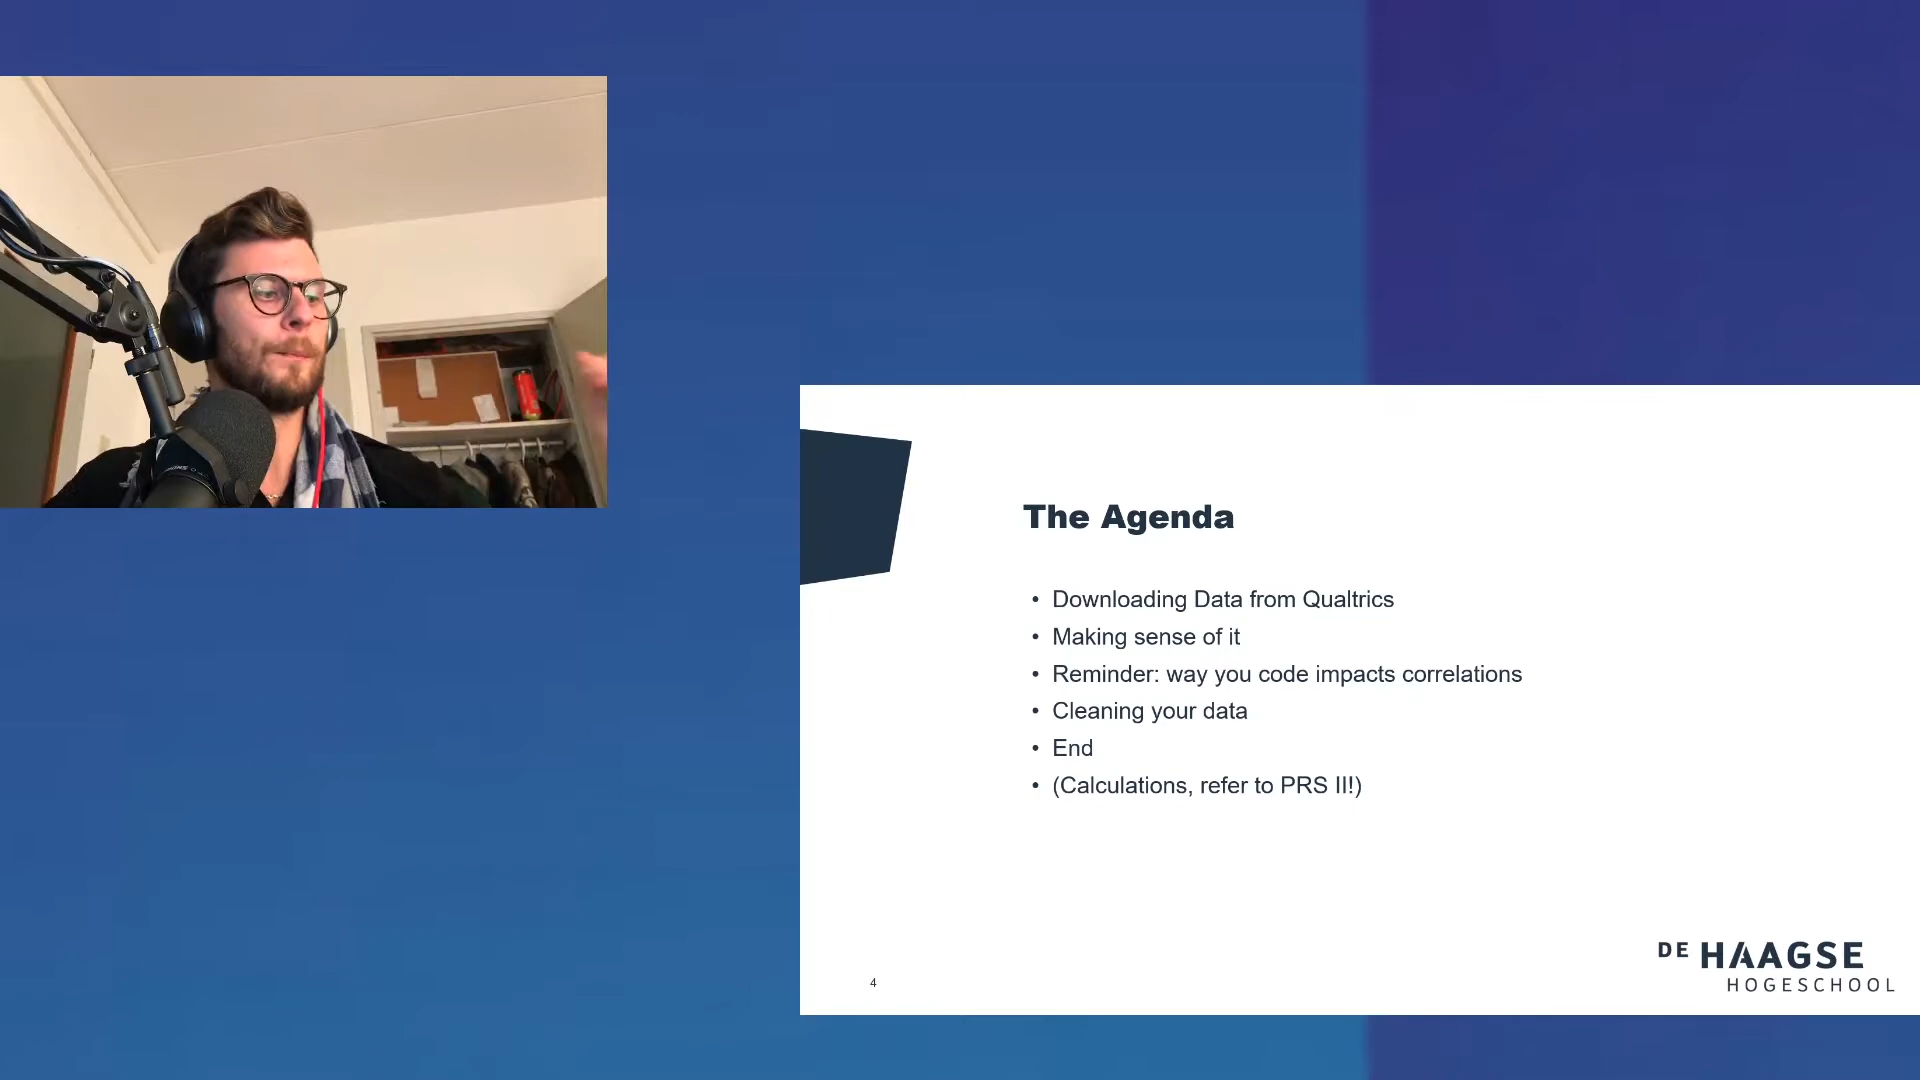 The Agenda
• Downloading Data from Qualtrics
• Making sense of it
• Reminder: way you code impacts correlations
• Cleaning your data
• End
• (Calculations, refer to PRS II!)
4
DE HAAGSE
HOGESCHOOL